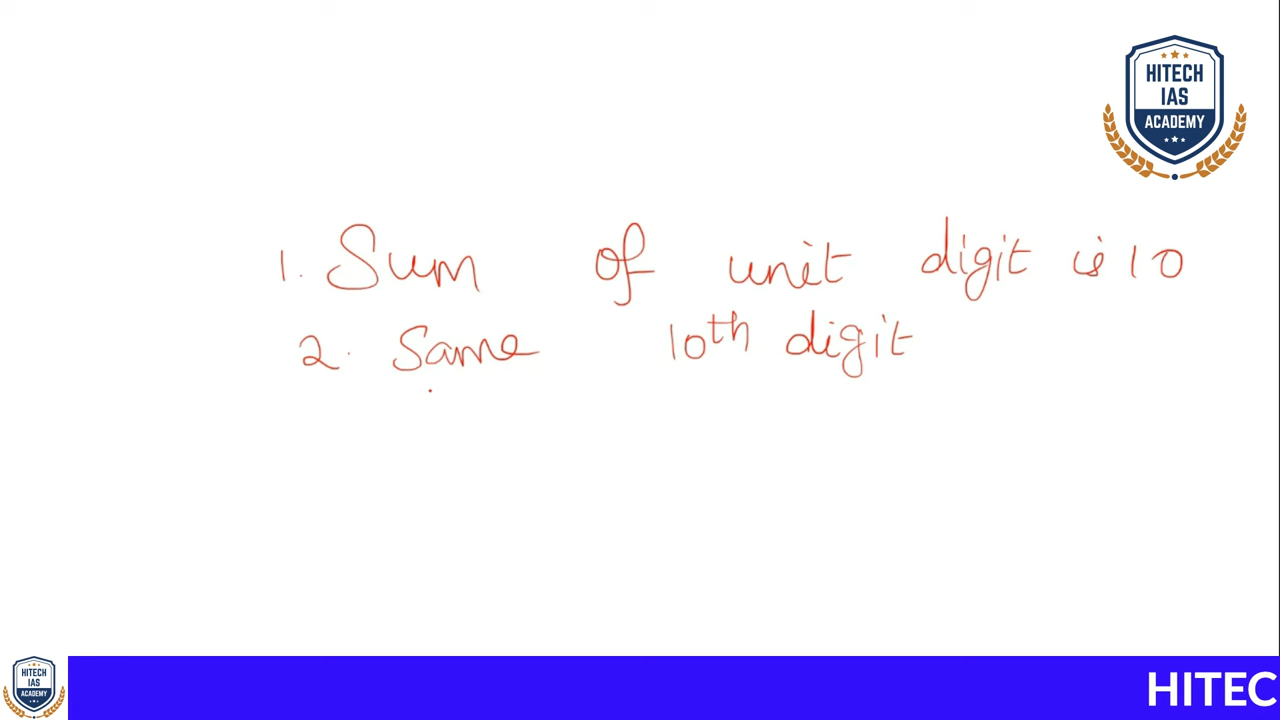 HITECH
IAS
ACADEMY
1. Sum of unit digit is 10
2. Same 10th digit
HITECH
IAS
ACADEMY
HITEC